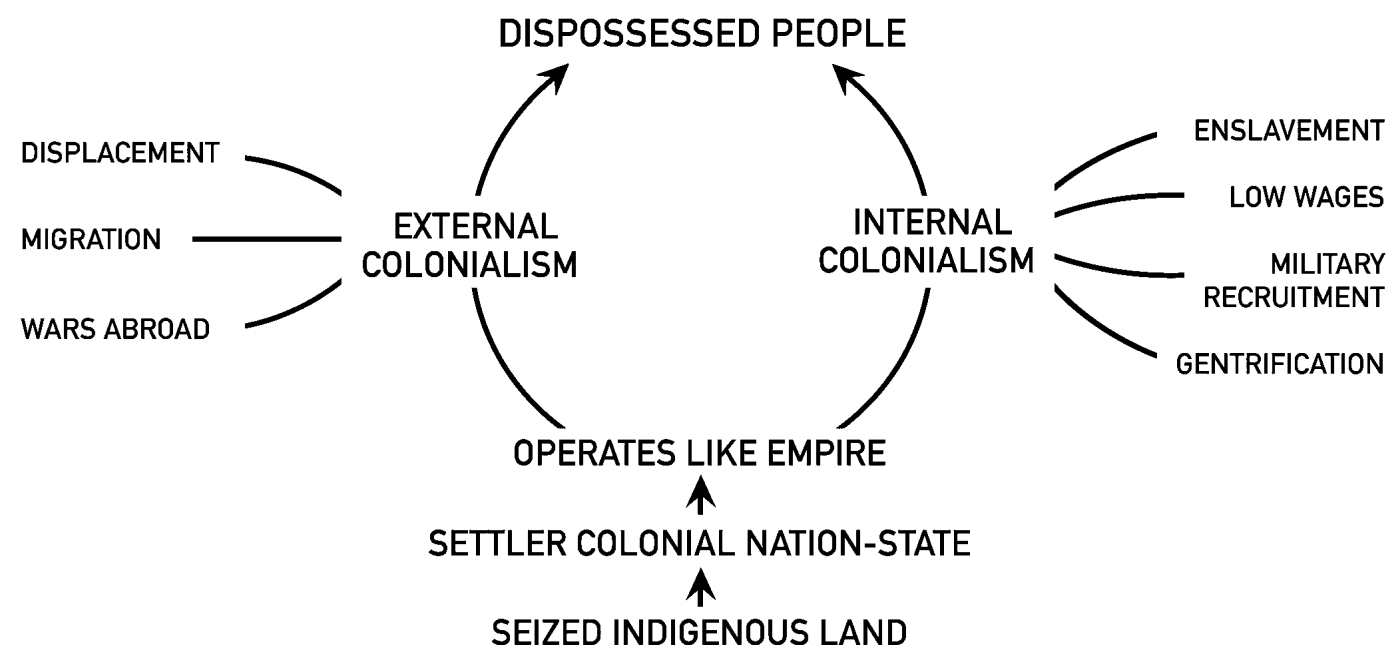 DISPOSSESSED PEOPLE
DISPLACEMENT
MIGRATION
WARS ABROAD
EXTERNAL
COLONIALISM
INTERNAL
COLONIALISM
ENSLAVEMENT
LOW WAGES
MILITARY
RECRUITMENT
GENTRIFICATION
OPERATES LIKE EMPIRE
SETTLER COLONIAL NATION-STATE
SEIZED INDIGENOUS LAND